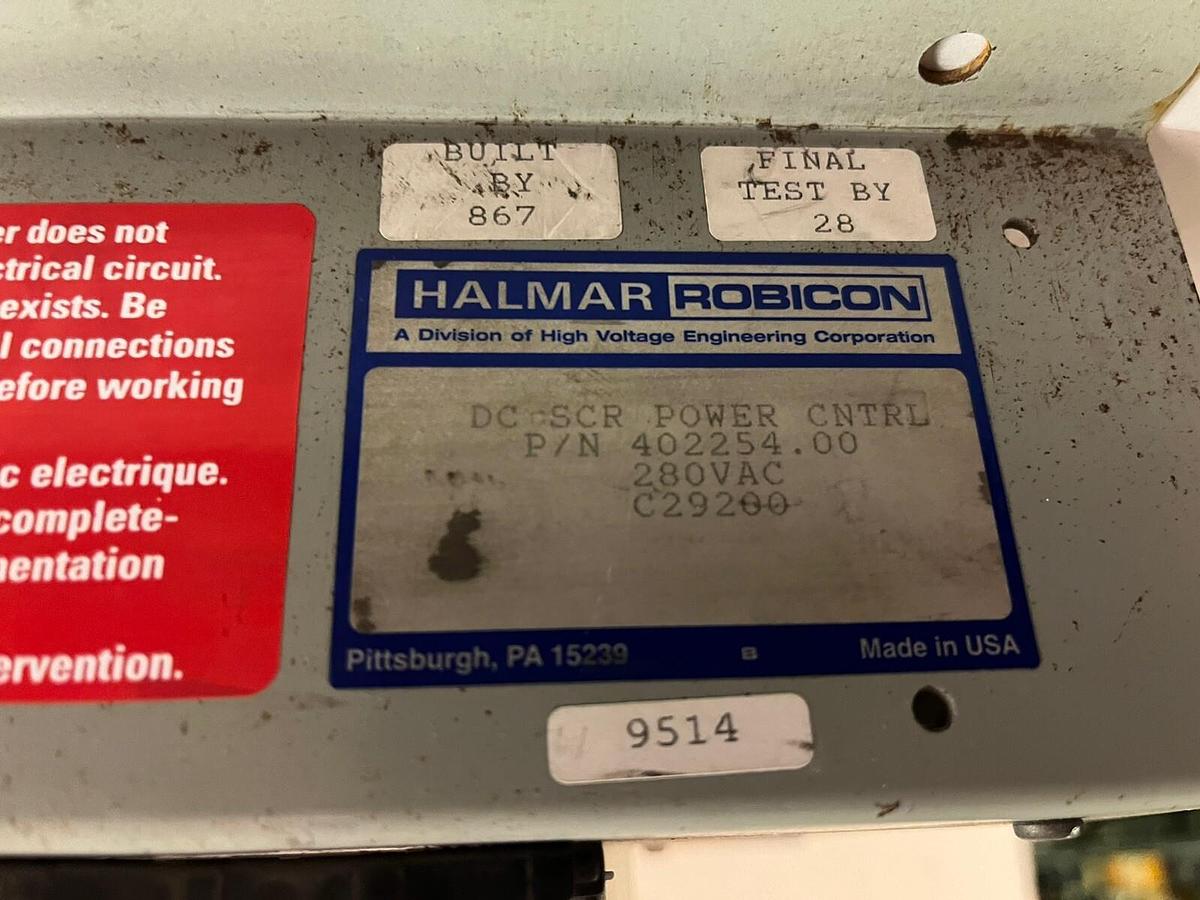 BUILT
BY
867
FINAL
TEST BY
28
er does not
ctrical circuit.
exists. Be
l connections
efore working
c electrique.
complete-
nentation
ervention.
HALMAR ROBICON
A Division of High Voltage Engineering Corporation
DC SCR POWER CNTRL
P/N 402254.00
280VAC
C29200
Pittsburgh, PA 15239 B Made in USA
9514